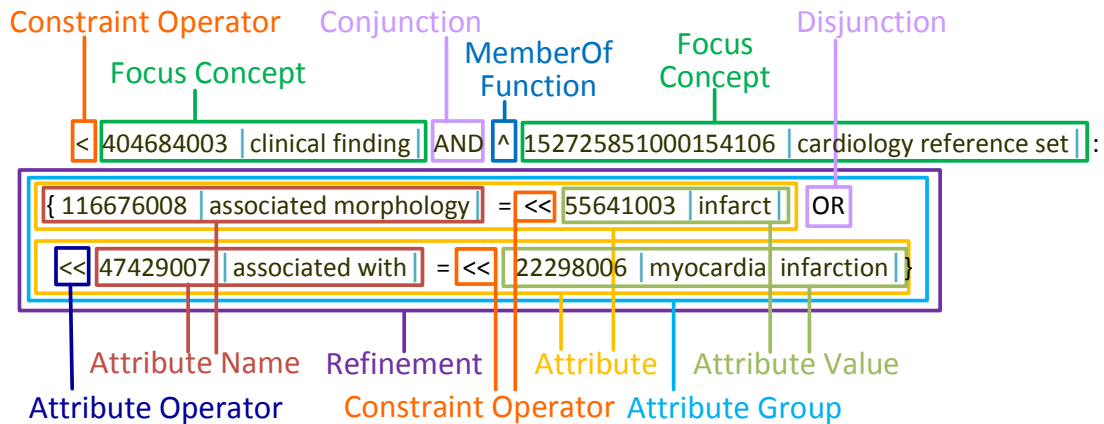 Constraint Operator Conjunction Disjunction
Focus Concept MemberOf Function Focus Concept
< 404684003 |clinical finding| AND ^ 152725851000154106 |cardiology reference set| :
{ 116676008 |associated morphology| = << 55641003 |infarct| OR
<< 47429007 |associated with| = << 22298006 |myocardia infarction| }
Attribute Name Refinement Attribute Attribute Value
Attribute Operator Constraint Operator Attribute Group